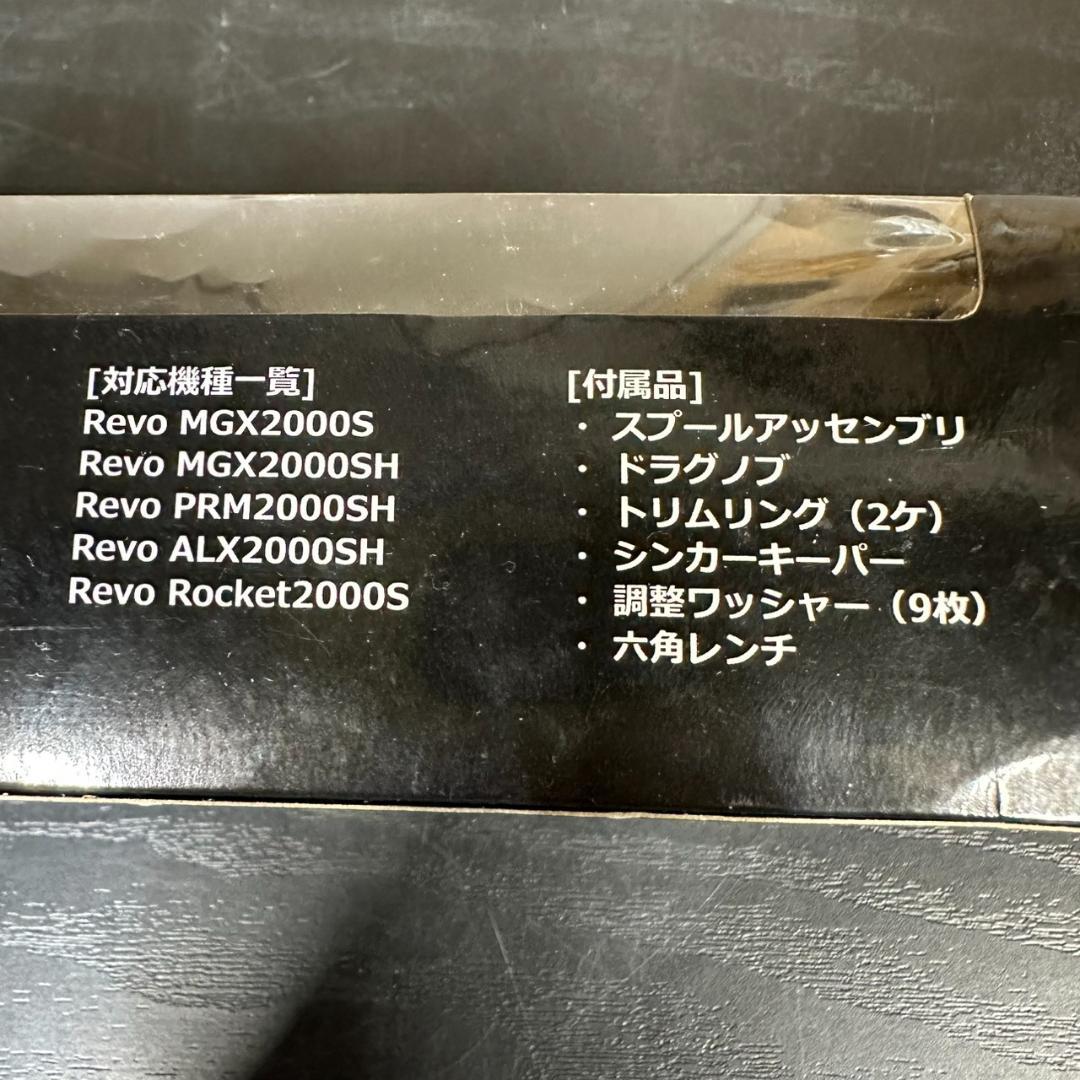 [対応機種一覧]
Revo MGX2000S
Revo MGX2000SH
Revo PRM2000SH
Revo ALX2000SH
Revo Rocket2000S
[付属品]
・ スプールアッセンブリ
・ ドラグノブ
・ トリムリング（2ケ）
・ シンカーキーパー
・ 調整ワッシャー（9枚）
・ 六角レンチ